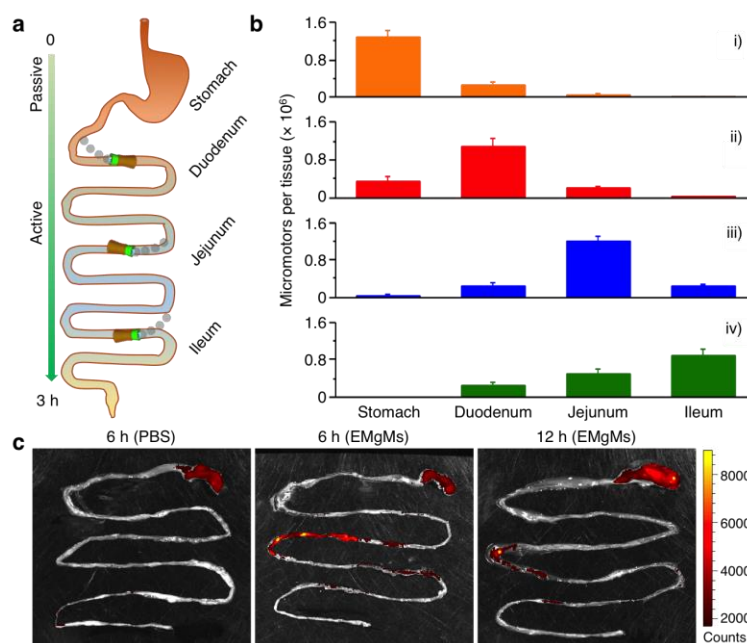 a
0
Passive
Active
3 h
Stomach
Duodenum
Jejunum
Ileum
b
Micromotors per tissue (× 10⁶)
1.6
0.8
0
i)
1.6
0.8
0
ii)
1.6
0.8
0
iii)
1.6
0.8
0
iv)
Stomach Duodenum Jejunum Ileum
c
6 h (PBS) 6 h (EMgMs) 12 h (EMgMs)
8000
6000
4000
2000
Counts